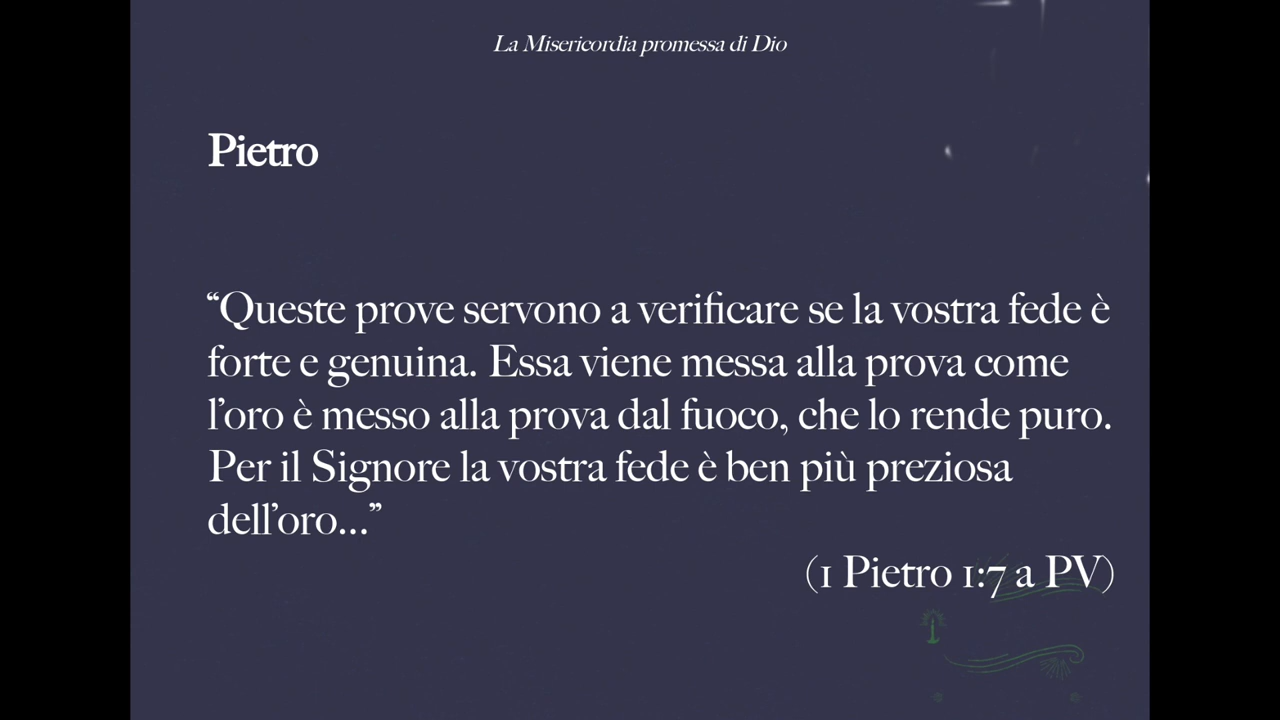 La Misericordia promessa di Dio
Pietro
“Queste prove servono a verificare se la vostra fede è
forte e genuina. Essa viene messa alla prova come
l’oro è messo alla prova dal fuoco, che lo rende puro.
Per il Signore la vostra fede è ben più preziosa
dell’oro...”
(1 Pietro 1:7 a PV)